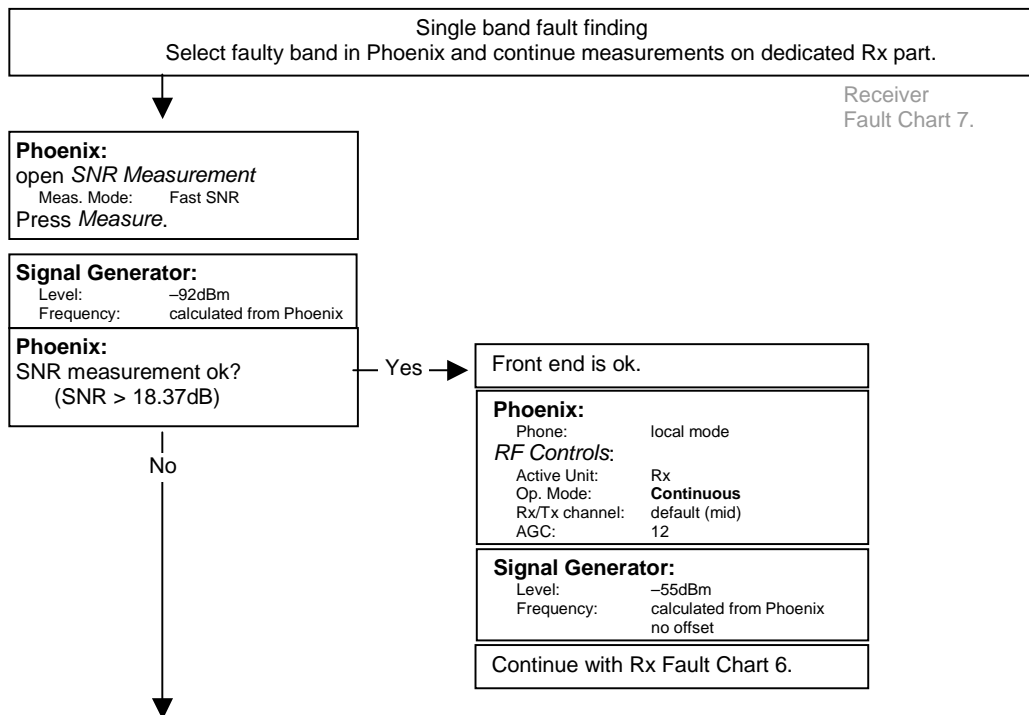 Single band fault finding
Select faulty band in Phoenix and continue measurements on dedicated Rx part.
Receiver
Fault Chart 7.
Phoenix:
open SNR Measurement
Meas. Mode: Fast SNR
Press Measure.
Signal Generator:
Level: –92dBm
Frequency: calculated from Phoenix
Phoenix:
SNR measurement ok?
(SNR > 18.37dB)
Yes
Front end is ok.
Phoenix:
Phone: local mode
RF Controls:
Active Unit: Rx
Op. Mode: Continuous
Rx/Tx channel: default (mid)
AGC: 12
Signal Generator:
Level: –55dBm
Frequency: calculated from Phoenix
no offset
Continue with Rx Fault Chart 6.
No